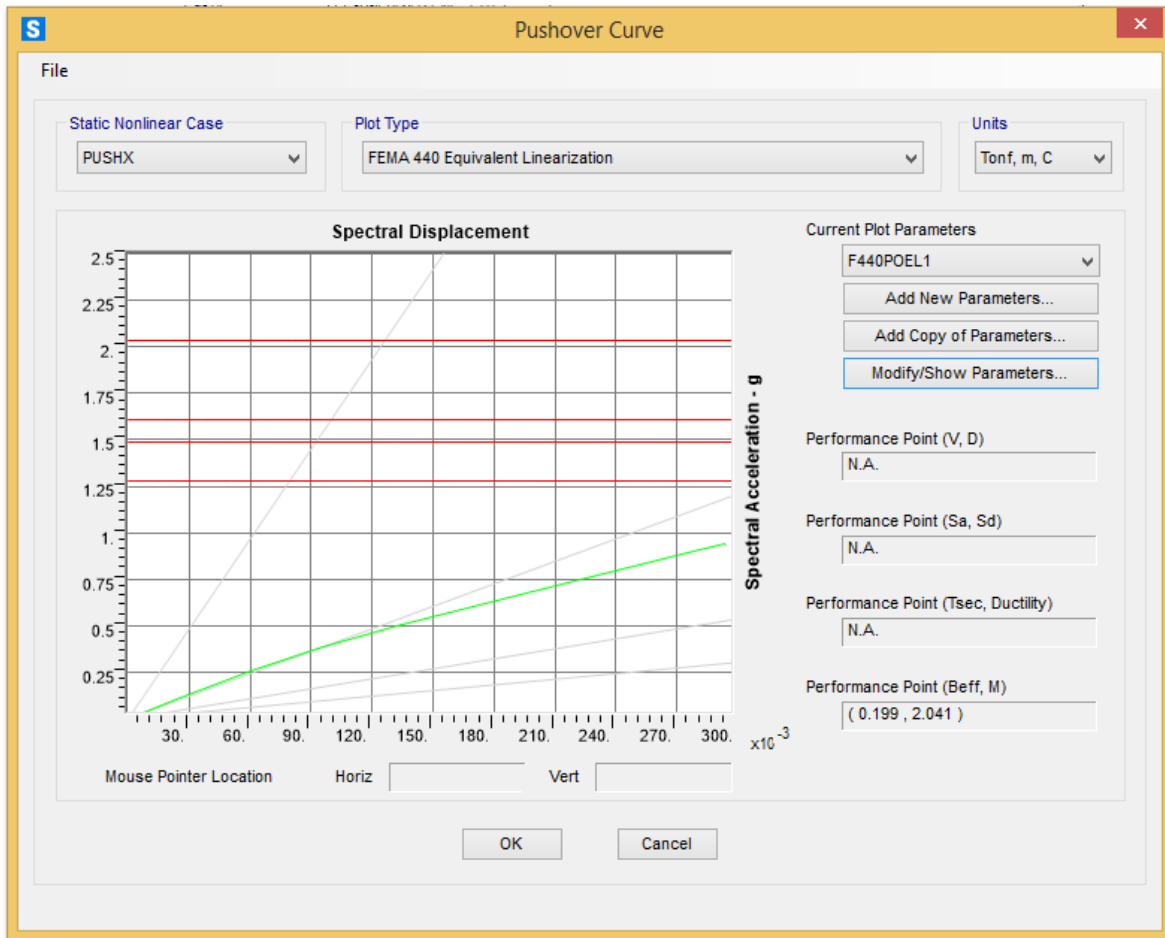 S
Pushover Curve
File
Static Nonlinear Case
Plot Type
Units
PUSHX
FEMA 440 Equivalent Linearization
Tonf, m, C
Spectral Displacement
Current Plot Parameters
F440POEL1
Add New Parameters...
Add Copy of Parameters...
Modify/Show Parameters...
2.5
2.25
2.
1.75
1.5
1.25
1.
0.75
0.5
0.25
Spectral Acceleration - g
Performance Point (V, D)
N.A.
Performance Point (Sa, Sd)
N.A.
Performance Point (Tsec, Ductility)
N.A.
Performance Point (Beff, M)
( 0.199 , 2.041 )
30. 60. 90. 120. 150. 180. 210. 240. 270. 300. x10 -3
Mouse Pointer Location Horiz Vert
OK Cancel